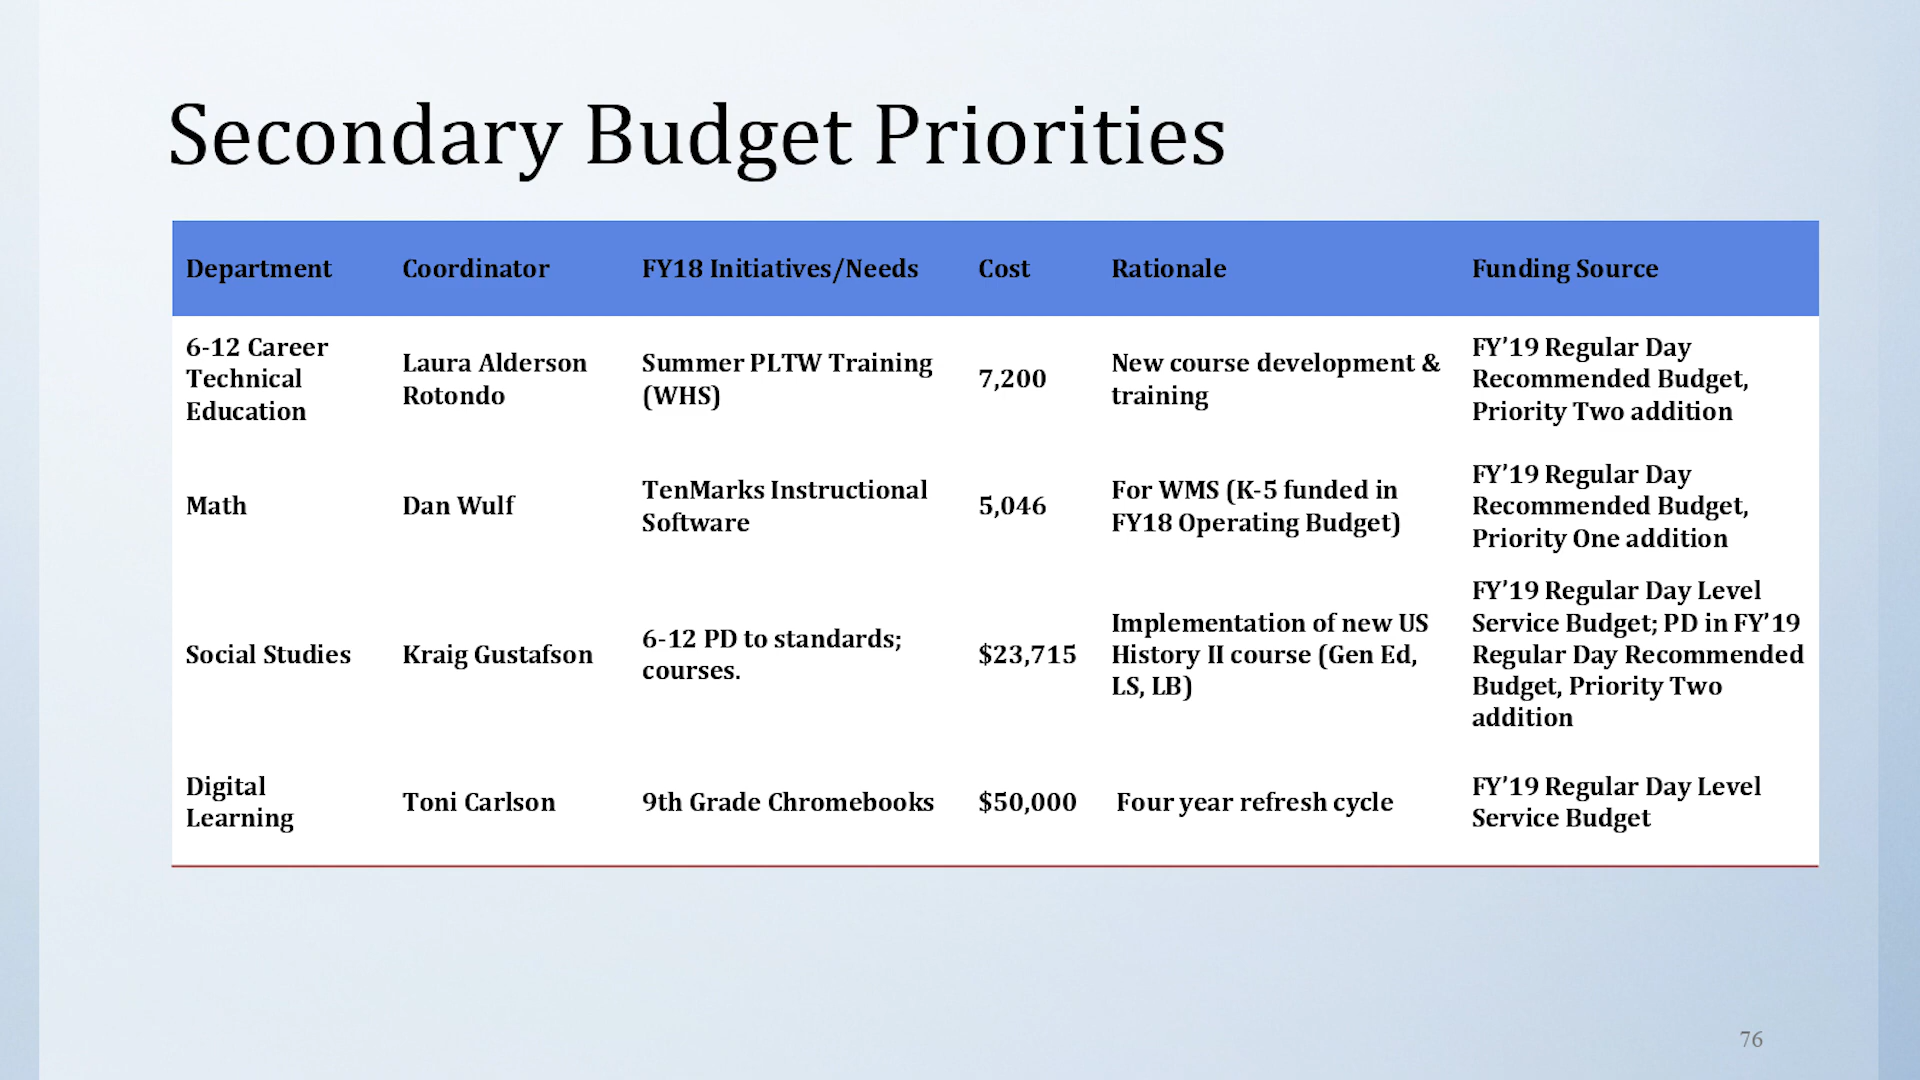 Secondary Budget Priorities
Department Coordinator FY18 Initiatives/Needs Cost Rationale Funding Source
6-12 Career
Technical
Education
Laura Alderson
Rotondo
Summer PLTW Training
(WHS)
7,200
New course development &
training
FY’19 Regular Day
Recommended Budget,
Priority Two addition
Math
Dan Wulf
TenMarks Instructional
Software
5,046
For WMS (K-5 funded in
FY18 Operating Budget)
FY’19 Regular Day
Recommended Budget,
Priority One addition
Social Studies
Kraig Gustafson
6-12 PD to standards;
courses.
$23,715
Implementation of new US
History II course (Gen Ed,
LS, LB)
FY’19 Regular Day Level
Service Budget; PD in FY’19
Regular Day Recommended
Budget, Priority Two
addition
Digital
Learning
Toni Carlson
9th Grade Chromebooks
$50,000
Four year refresh cycle
FY’19 Regular Day Level
Service Budget
76